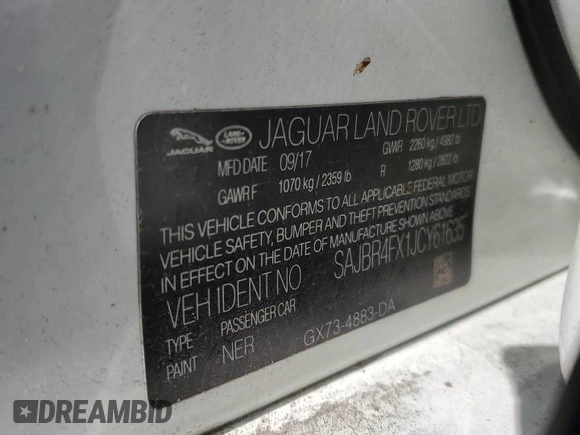 JAGUAR LAND ROVER JAGUAR LAND ROVER LTD
MFD DATE 09/17 GVWR 2260 kg / 4982 lb
GAWR F 1070 kg / 2359 lb R 1280 kg / 2822 lb
THIS VEHICLE CONFORMS TO ALL APPLICABLE FEDERAL MOTOR
VEHICLE SAFETY, BUMPER AND THEFT PREVENTION STANDARDS
IN EFFECT ON THE DATE OF MANUFACTURE SHOWN ABOVE
VEH IDENT NO SAJBR4FX1JCY61635
TYPE PASSENGER CAR
PAINT NER GX73-4883-DA
DREAMBID